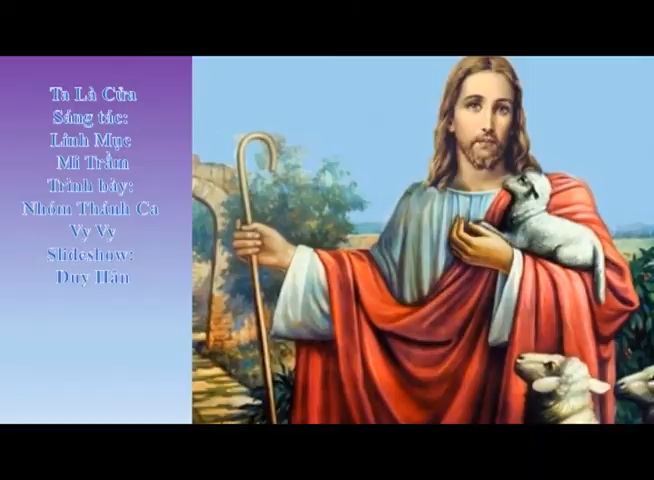 Ta Là Cửa
Sáng tác:
Linh Mục
Mi Trầm
Trình bày:
Nhóm Thánh Ca
Vy Vy
Slideshow:
Duy Hân